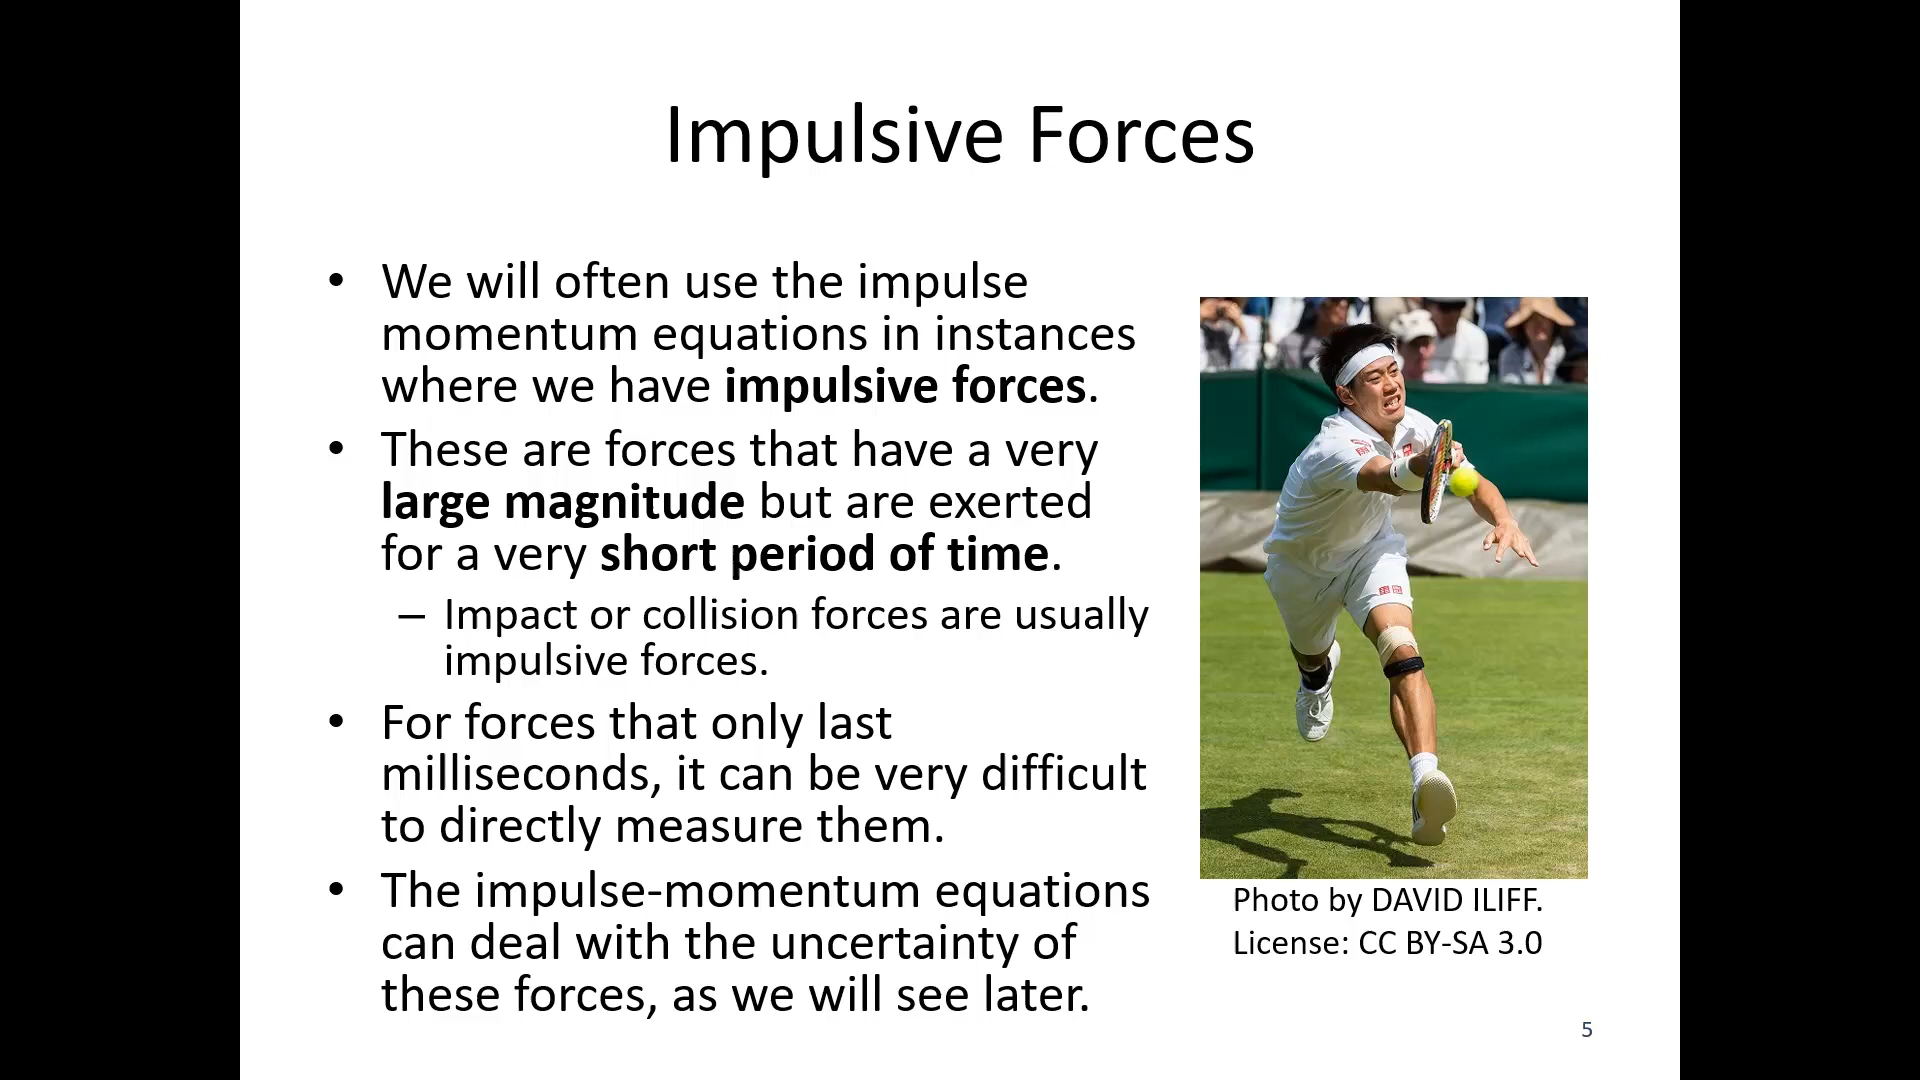 Impulsive Forces
• We will often use the impulse
momentum equations in instances
where we have impulsive forces.
• These are forces that have a very
large magnitude but are exerted
for a very short period of time.
– Impact or collision forces are usually
impulsive forces.
• For forces that only last
milliseconds, it can be very difficult
to directly measure them.
• The impulse-momentum equations
can deal with the uncertainty of
these forces, as we will see later.
Photo by DAVID ILIFF.
License: CC BY-SA 3.0
5